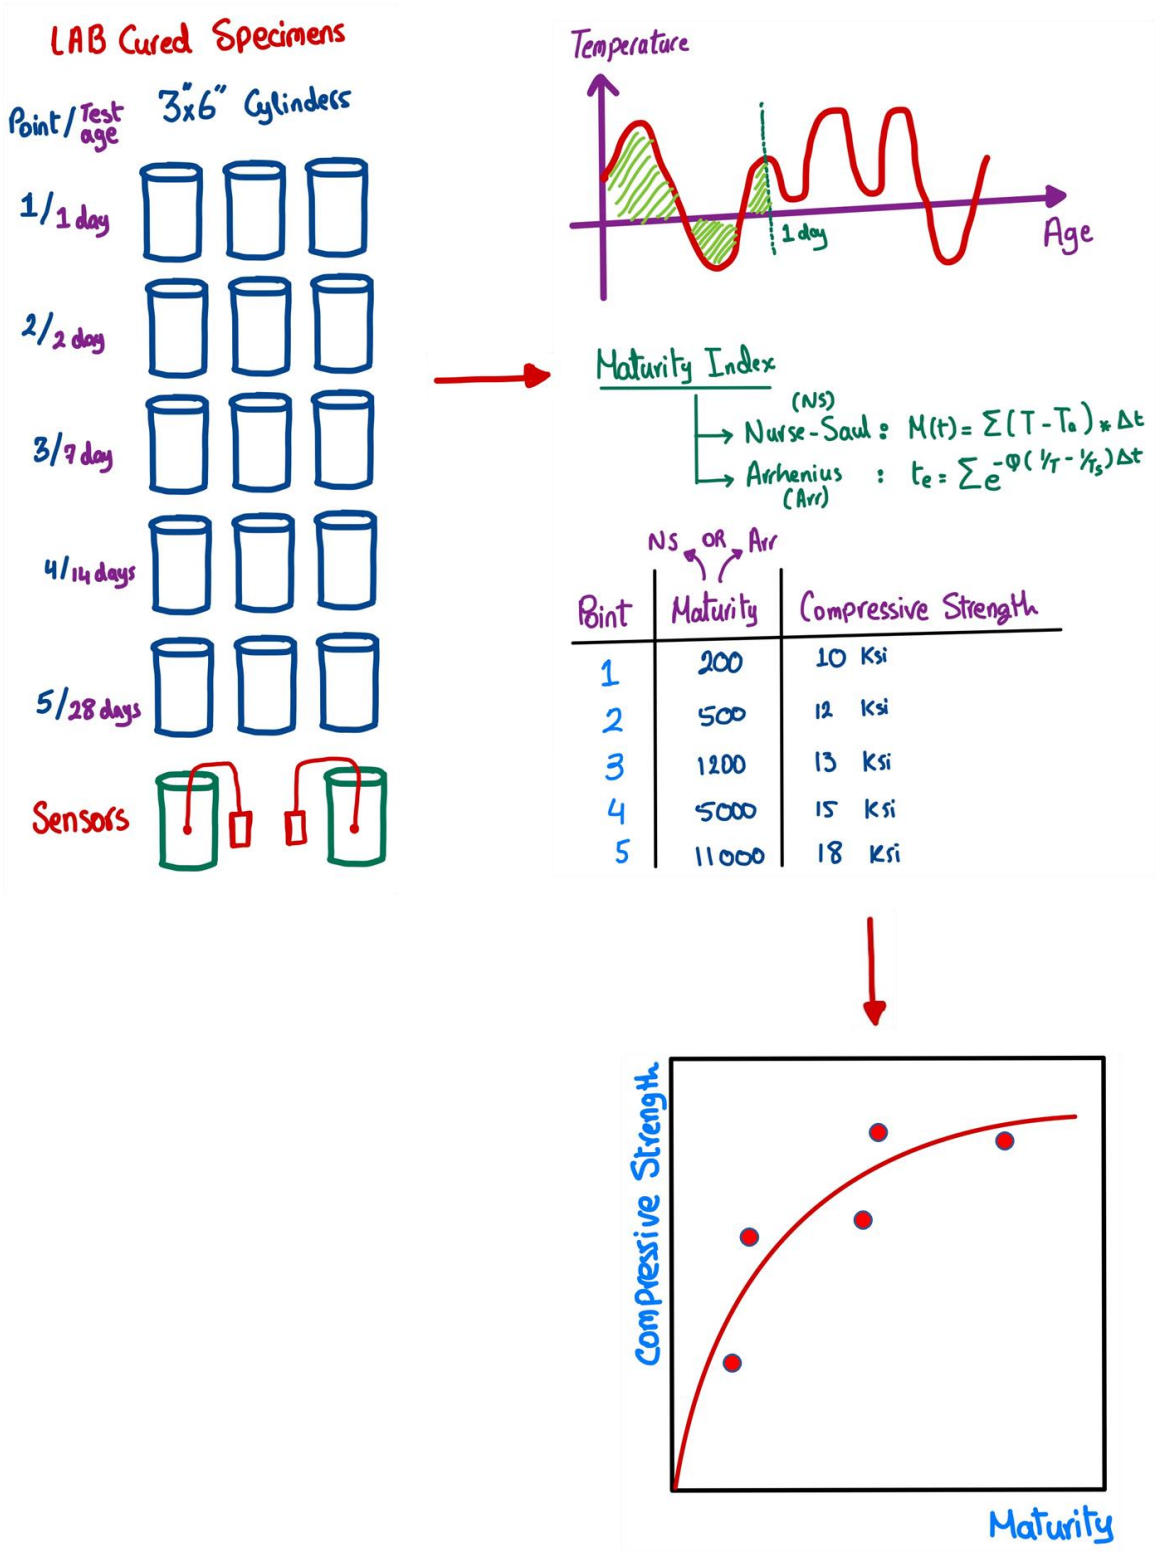 LAB Cured Specimens
Point/Test age
3"x6" Cylinders
1/1 day
2/2 day
3/7 day
4/14 days
5/28 days
Sensors
Temperature
1 day
Age
Maturity Index
(NS)
Nurse-Saul : M(t) = Σ(T-To) * Δt
Arrhenius : te = Σ e^-Q(1/T - 1/Ts) Δt
(Arr)
NS OR Arr
Point Maturity Compressive Strength
1 200 10 Ksi
2 500 12 Ksi
3 1200 13 Ksi
4 5000 15 Ksi
5 11000 18 Ksi
Compressive Strength
Maturity